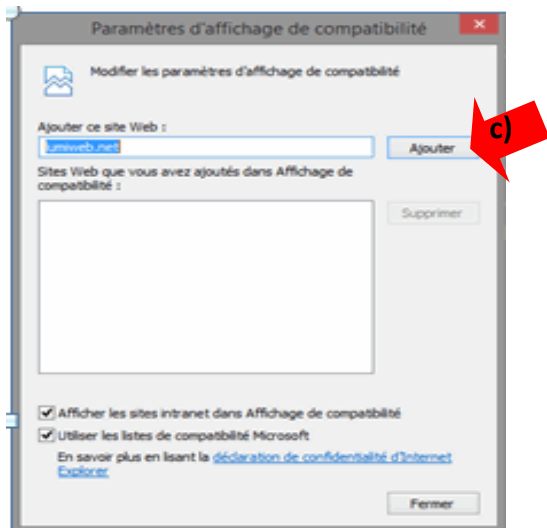 Paramètres d'affichage de compatibilité
Modifier les paramètres d'affichage de compatibilité
Ajouter ce site Web :
lumiweb.net
Ajouter
c)
Sites Web que vous avez ajoutés dans Affichage de
compatibilité :
Supprimer
Afficher les sites intranet dans Affichage de compatibilité
Utiliser les listes de compatibilité Microsoft
En savoir plus en lisant la déclaration de confidentialité d'Internet
Explorer
Fermer